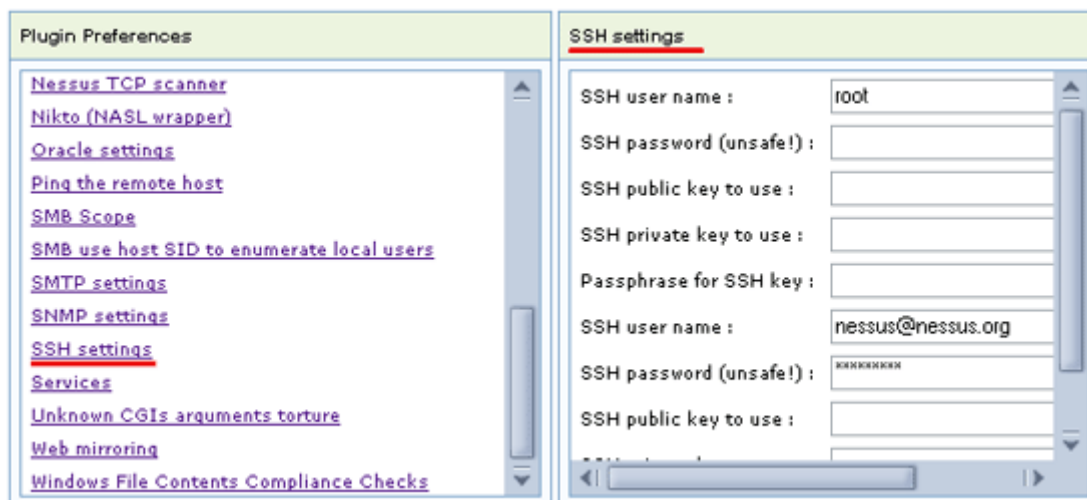 Plugin Preferences
Nessus TCP scanner
Nikto (NASL wrapper)
Oracle settings
Ping the remote host
SMB Scope
SMB use host SID to enumerate local users
SMTP settings
SNMP settings
SSH settings
Services
Unknown CGIs arguments torture
Web mirroring
Windows File Contents Compliance Checks
SSH settings
SSH user name : root
SSH password (unsafe!) :
SSH public key to use :
SSH private key to use :
Passphrase for SSH key :
SSH user name : nessus@nessus.org
SSH password (unsafe!) : *********
SSH public key to use :